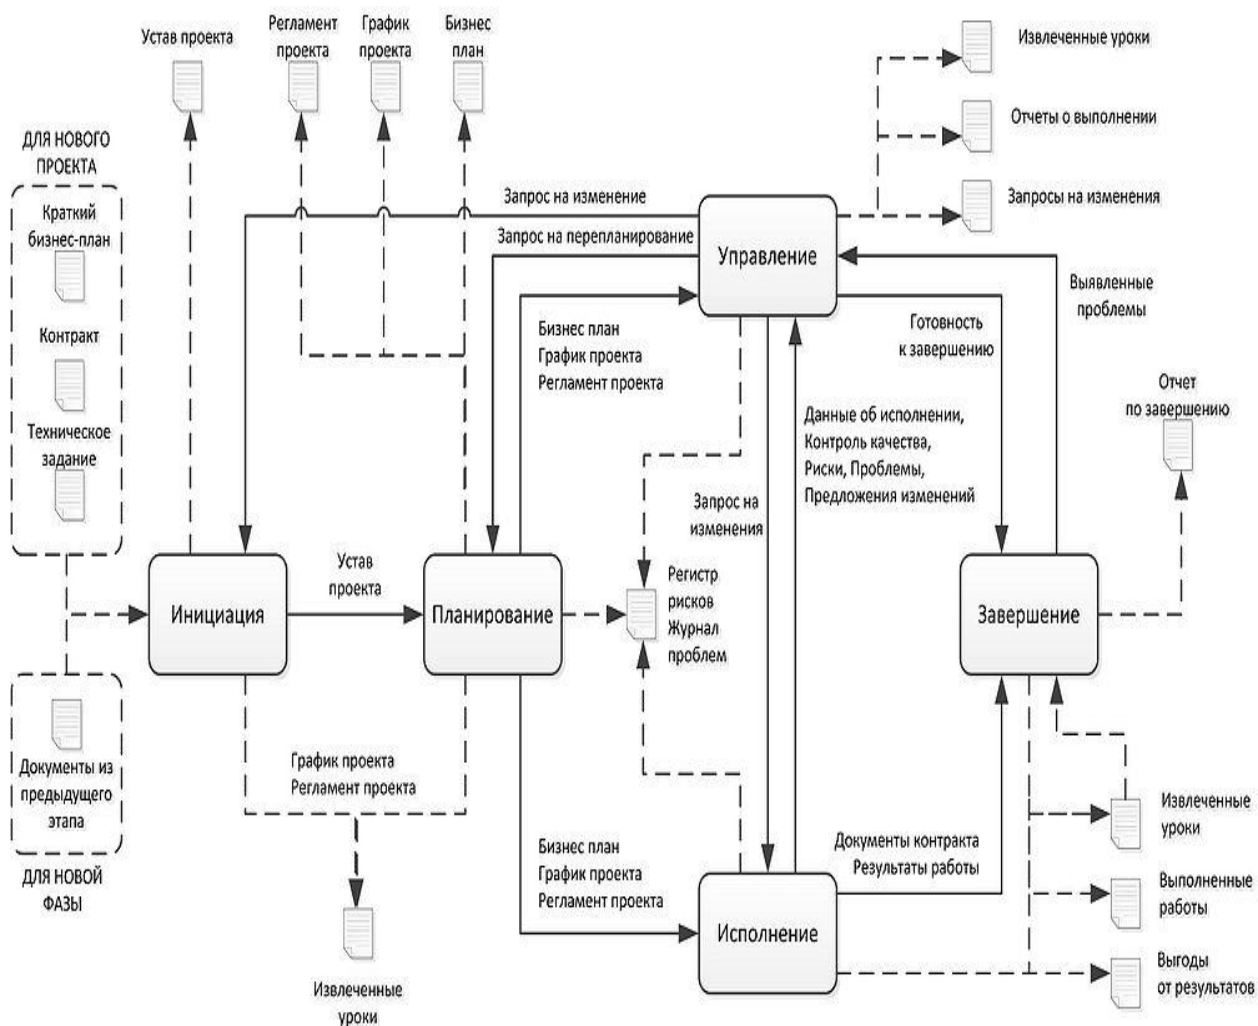 Устав проекта
Регламент
проекта
График
проекта
Бизнес
план
Извлеченные уроки
Отчеты о выполнении
Запросы на изменения
ДЛЯ НОВОГО
ПРОЕКТА
Краткий
бизнес-план
Контракт
Техническое
задание
Запрос на изменение
Запрос на перепланирование
Управление
Выявленные
проблемы
Готовность
к завершению
Бизнес план
График проекта
Регламент проекта
Данные об исполнении,
Контроль качества,
Риски, Проблемы,
Предложения изменений
Отчет
по завершению
Запрос на
изменения
Инициация
Устав
проекта
Планирование
Регистр
рисков
Журнал
проблем
Завершение
Документы из
предыдущего
этапа
ДЛЯ НОВОЙ
ФАЗЫ
График проекта
Регламент проекта
Извлеченные
уроки
Бизнес план
График проекта
Регламент проекта
Документы контракта
Результаты работы
Исполнение
Извлеченные
уроки
Выполненные
работы
Выгоды
от результатов